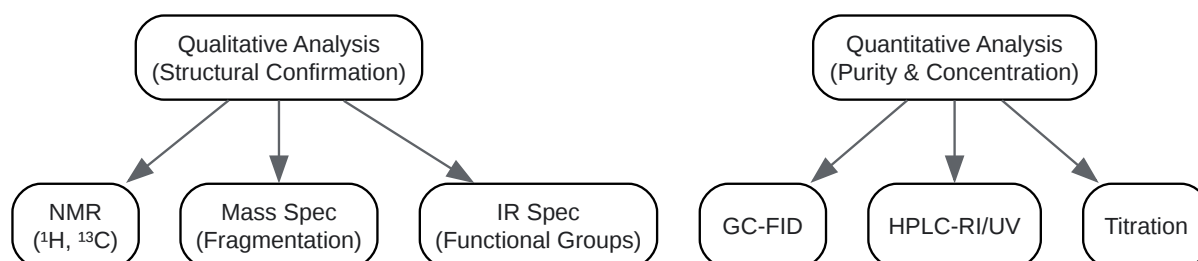 Qualitative Analysis
(Structural Confirmation)
Quantitative Analysis
(Purity & Concentration)
NMR
(¹H, ¹³C)
Mass Spec
(Fragmentation)
IR Spec
(Functional Groups)
GC-FID
HPLC-RI/UV
Titration